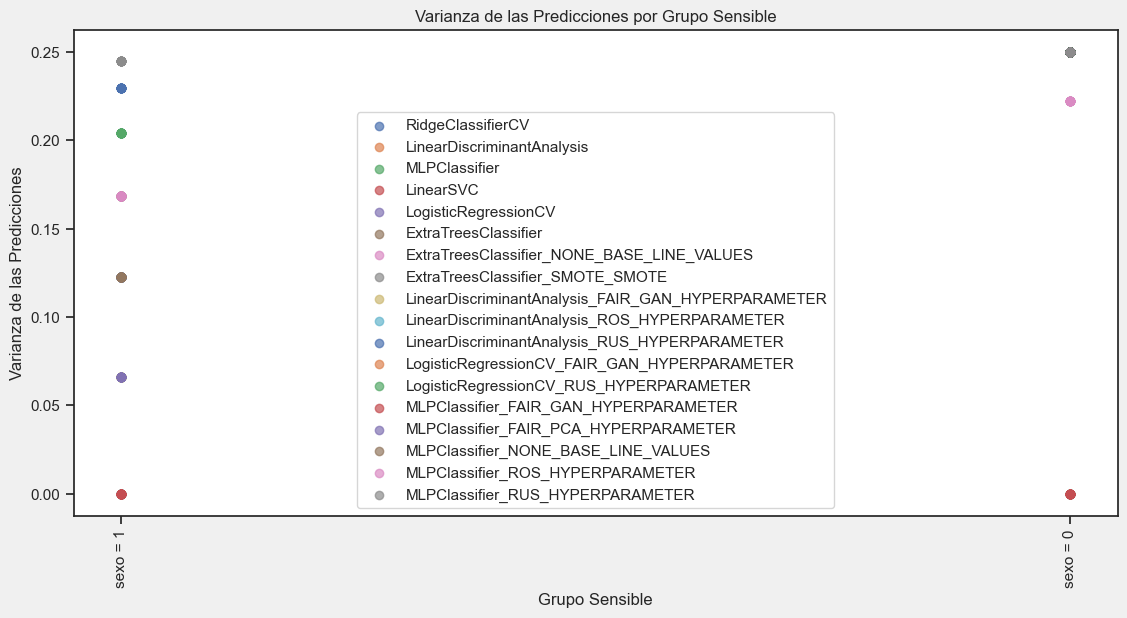 Varianza de las Predicciones por Grupo Sensible
Varianza de las Predicciones
0.25
0.20
0.15
0.10
0.05
0.00
RidgeClassifierCV
LinearDiscriminantAnalysis
MLPClassifier
LinearSVC
LogisticRegressionCV
ExtraTreesClassifier
ExtraTreesClassifier_NONE_BASE_LINE_VALUES
ExtraTreesClassifier_SMOTE_SMOTE
LinearDiscriminantAnalysis_FAIR_GAN_HYPERPARAMETER
LinearDiscriminantAnalysis_ROS_HYPERPARAMETER
LinearDiscriminantAnalysis_RUS_HYPERPARAMETER
LogisticRegressionCV_FAIR_GAN_HYPERPARAMETER
LogisticRegressionCV_RUS_HYPERPARAMETER
MLPClassifier_FAIR_GAN_HYPERPARAMETER
MLPClassifier_FAIR_PCA_HYPERPARAMETER
MLPClassifier_NONE_BASE_LINE_VALUES
MLPClassifier_ROS_HYPERPARAMETER
MLPClassifier_RUS_HYPERPARAMETER
sexo = 1
sexo = 0
Grupo Sensible